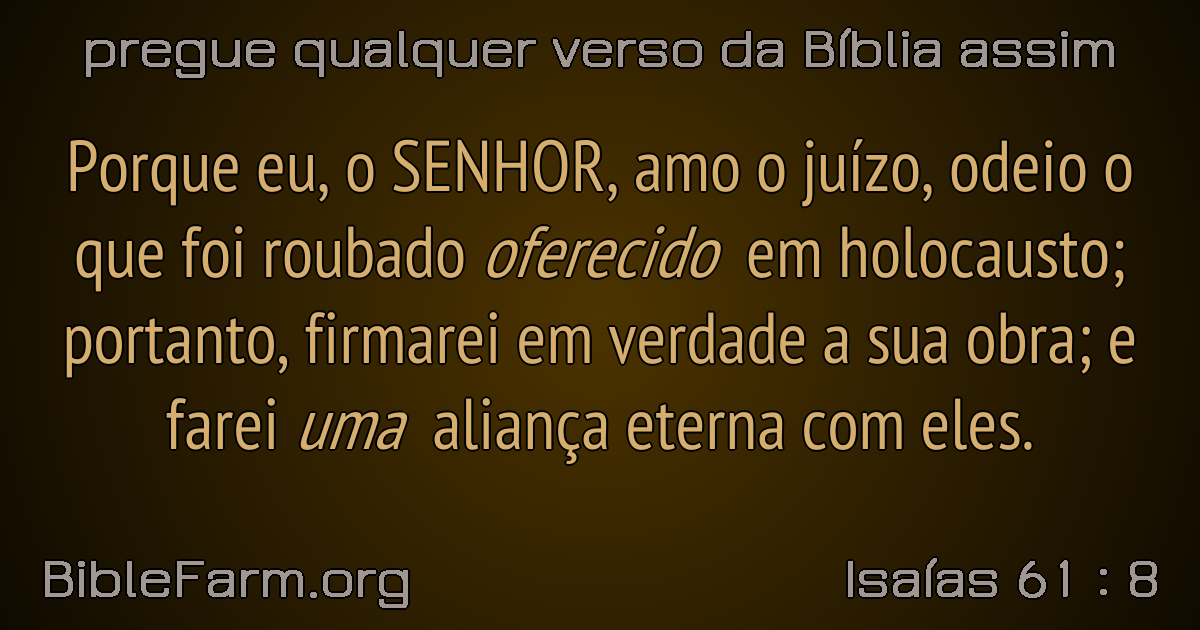 pregue qualquer verso da Bíblia assim
Porque eu, o SENHOR, amo o juízo, odeio o
que foi roubado oferecido em holocausto;
portanto, firmarei em verdade a sua obra; e
farei uma aliança eterna com eles.
BibleFarm.org
Isaías 61 : 8